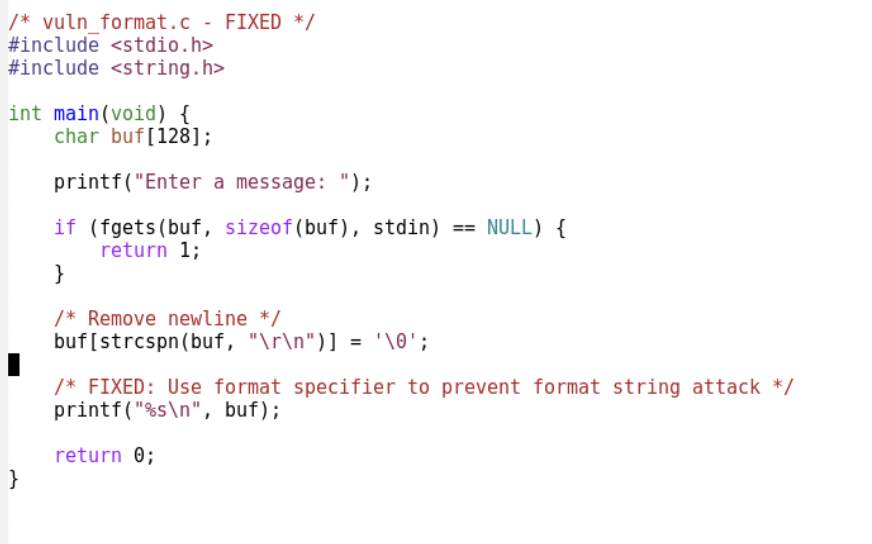 /* vuln_format.c - FIXED */
#include <stdio.h>
#include <string.h>
int main(void) {
    char buf[128];
    printf("Enter a message: ");
    if (fgets(buf, sizeof(buf), stdin) == NULL) {
        return 1;
    }
    /* Remove newline */
    buf[strcspn(buf, "\r\n")] = '\0';
    /* FIXED: Use format specifier to prevent format string attack */
    printf("%s\n", buf);
    return 0;
}